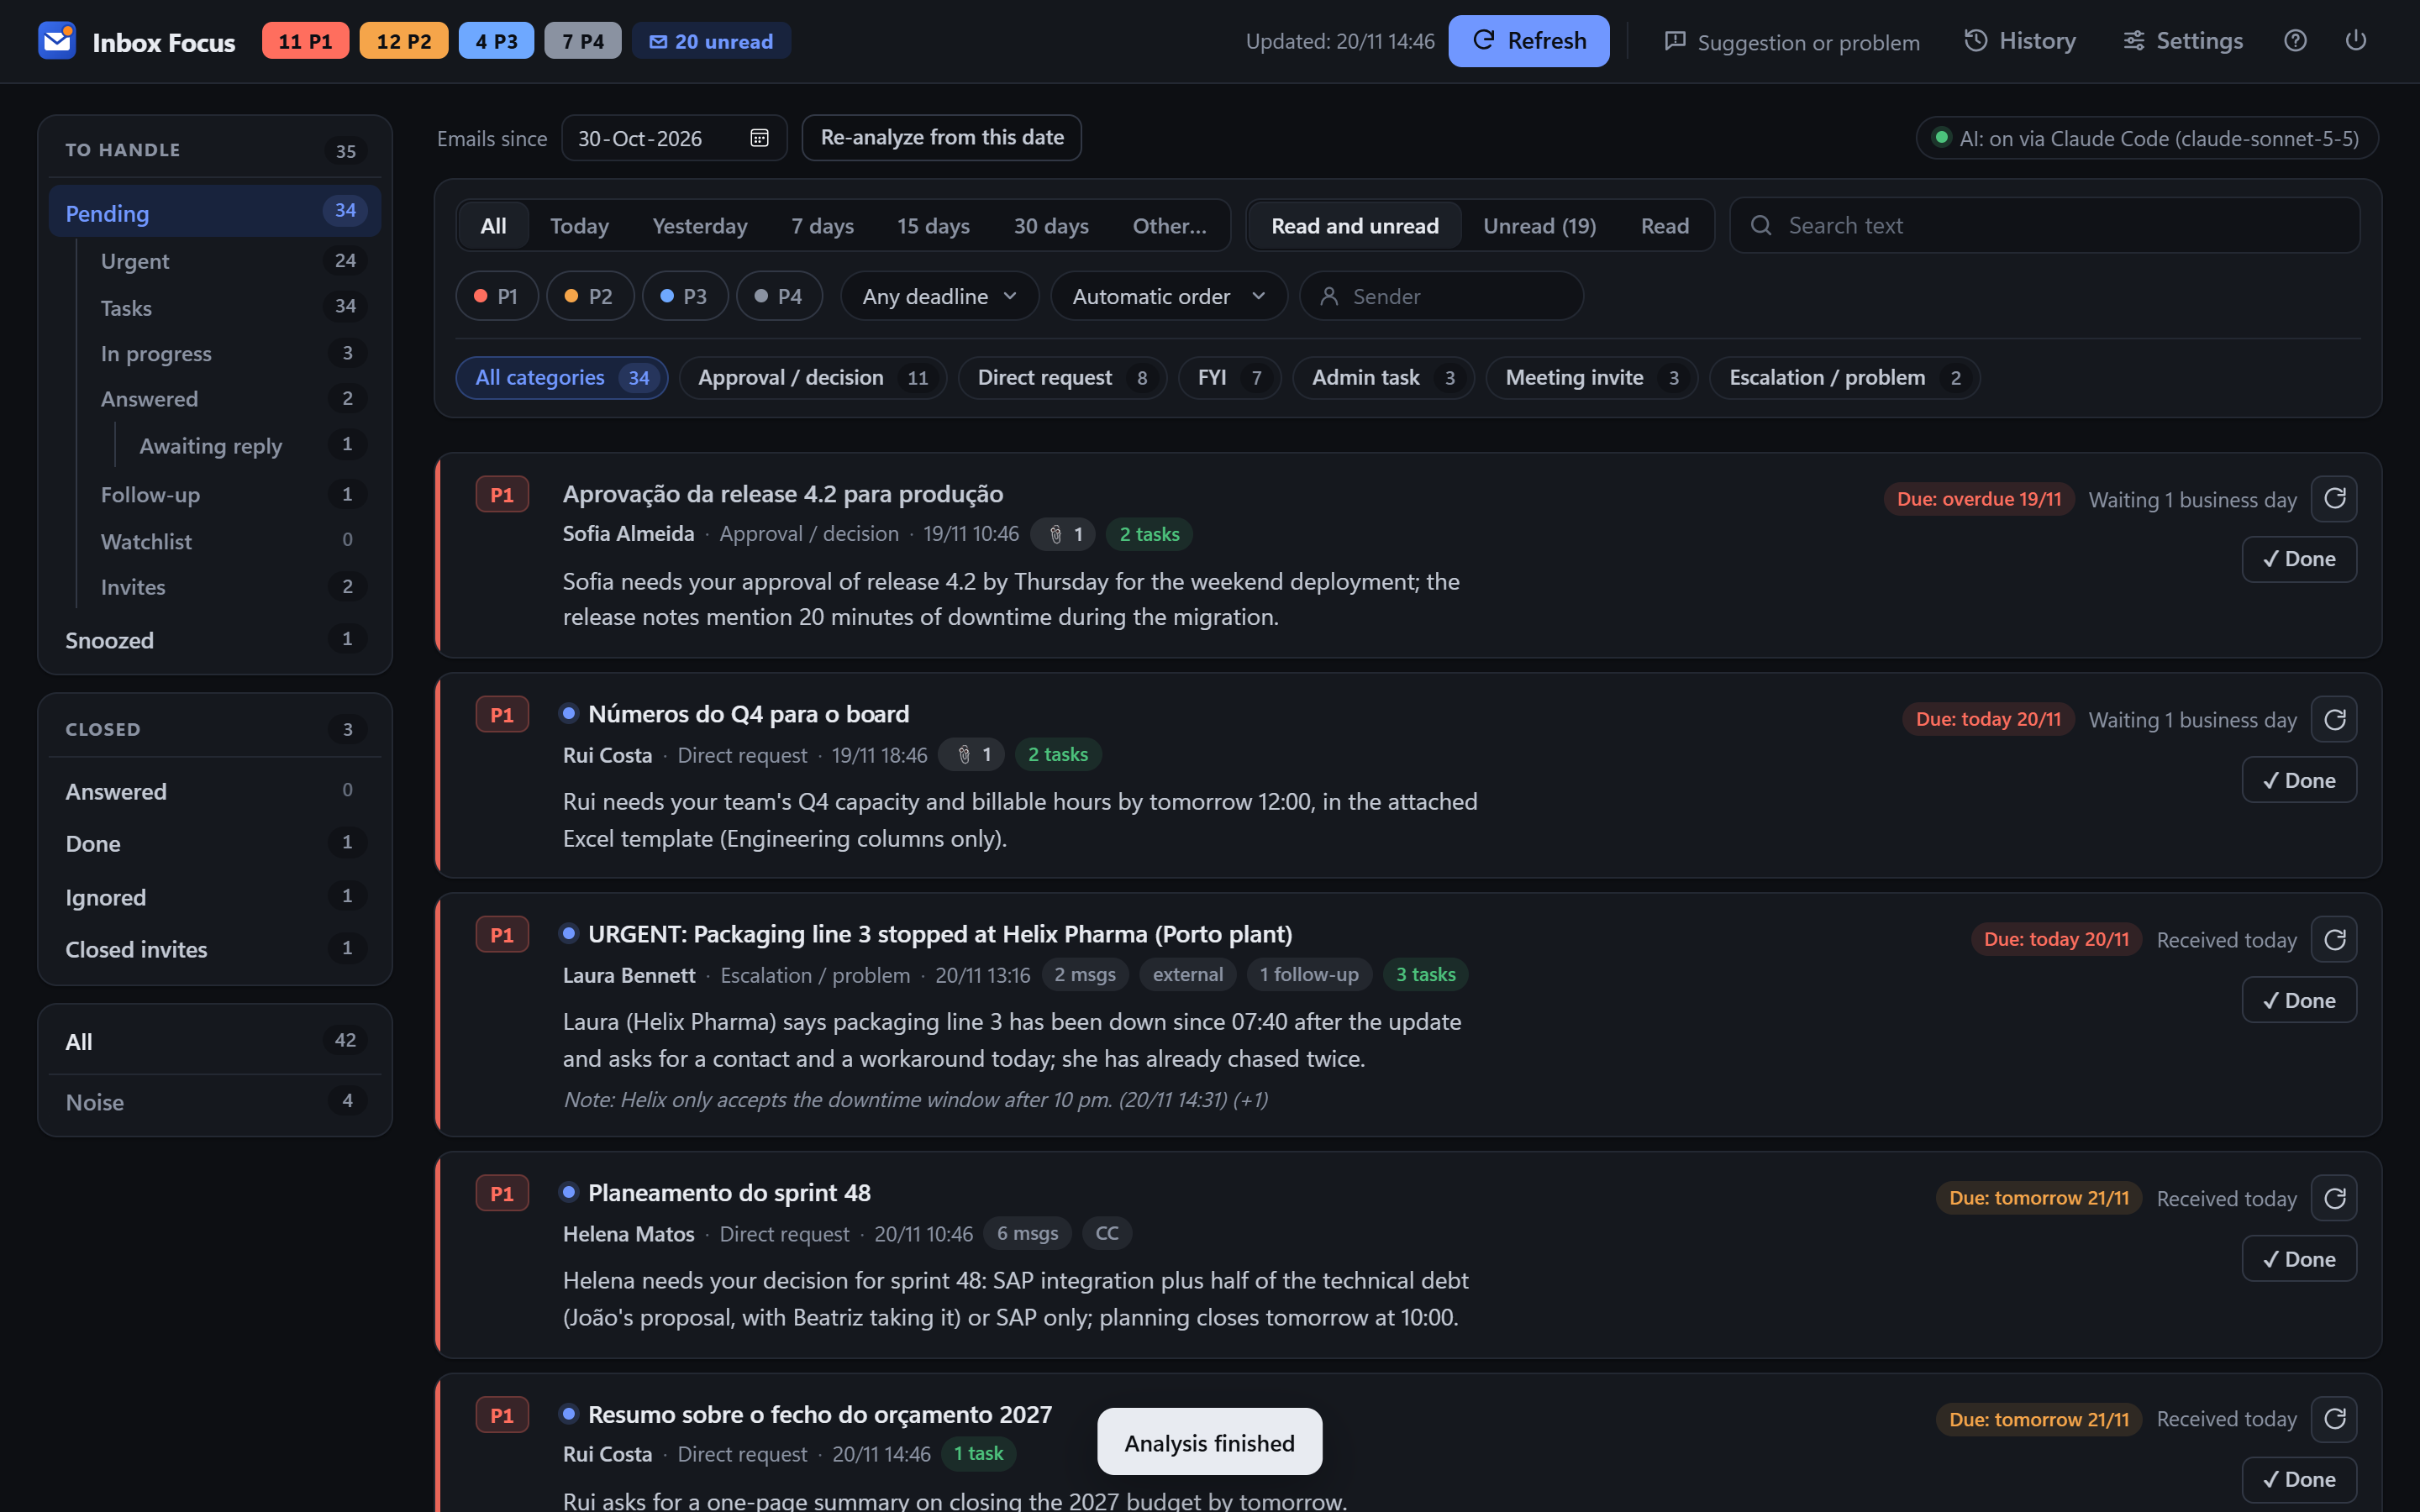 Inbox Focus 11 P1 12 P2 4 P3 7 P4 20 unread Updated: 20/11 14:46 Refresh Suggestion or problem History Settings
TO HANDLE 35
Pending 34
Urgent 24
Tasks 34
In progress 3
Answered 2
Awaiting reply 1
Follow-up 1
Watchlist 0
Invites 2
Snoozed 1
CLOSED 3
Answered 0
Done 1
Ignored 1
Closed invites 1
All 42
Noise 4
Emails since 30-Oct-2026 Re-analyze from this date AI: on via Claude Code (claude-sonnet-5-5)
All Today Yesterday 7 days 15 days 30 days Other... Read and unread Unread (19) Read Search text
P1 P2 P3 P4 Any deadline Automatic order Sender
All categories 34 Approval / decision 11 Direct request 8 FYI 7 Admin task 3 Meeting invite 3 Escalation / problem 2
P1 Aprovação da release 4.2 para produção Due: overdue 19/11 Waiting 1 business day
Sofia Almeida · Approval / decision · 19/11 10:46 1 2 tasks
✓ Done
Sofia needs your approval of release 4.2 by Thursday for the weekend deployment; the
release notes mention 20 minutes of downtime during the migration.
P1 Números do Q4 para o board Due: today 20/11 Waiting 1 business day
Rui Costa · Direct request · 19/11 18:46 1 2 tasks
✓ Done
Rui needs your team's Q4 capacity and billable hours by tomorrow 12:00, in the attached
Excel template (Engineering columns only).
P1 URGENT: Packaging line 3 stopped at Helix Pharma (Porto plant) Due: today 20/11 Received today
Laura Bennett · Escalation / problem · 20/11 13:16 2 msgs external 1 follow-up 3 tasks
✓ Done
Laura (Helix Pharma) says packaging line 3 has been down since 07:40 after the update
and asks for a contact and a workaround today; she has already chased twice.
Note: Helix only accepts the downtime window after 10 pm. (20/11 14:31) (+1)
P1 Planeamento do sprint 48 Due: tomorrow 21/11 Received today
Helena Matos · Direct request · 20/11 10:46 6 msgs CC
✓ Done
Helena needs your decision for sprint 48: SAP integration plus half of the technical debt
(João's proposal, with Beatriz taking it) or SAP only; planning closes tomorrow at 10:00.
P1 Resumo sobre o fecho do orçamento 2027 Due: tomorrow 21/11 Received today
Rui Costa · Direct request · 20/11 14:46 1 task
✓ Done
Rui asks for a one-page summary on closing the 2027 budget by tomorrow.
Analysis finished